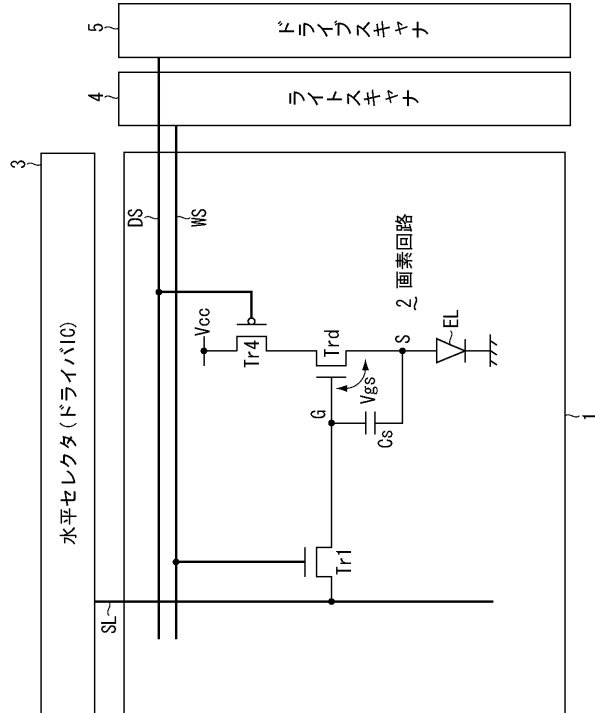 3
水平セレクタ(ドライバIC)
5
ドライブスキャナ
4
ライトスキャナ
DS
WS
SL
Vcc
Tr4
Trd
G
Vgs
Cs
S
EL
Tr1
2 画素回路
1